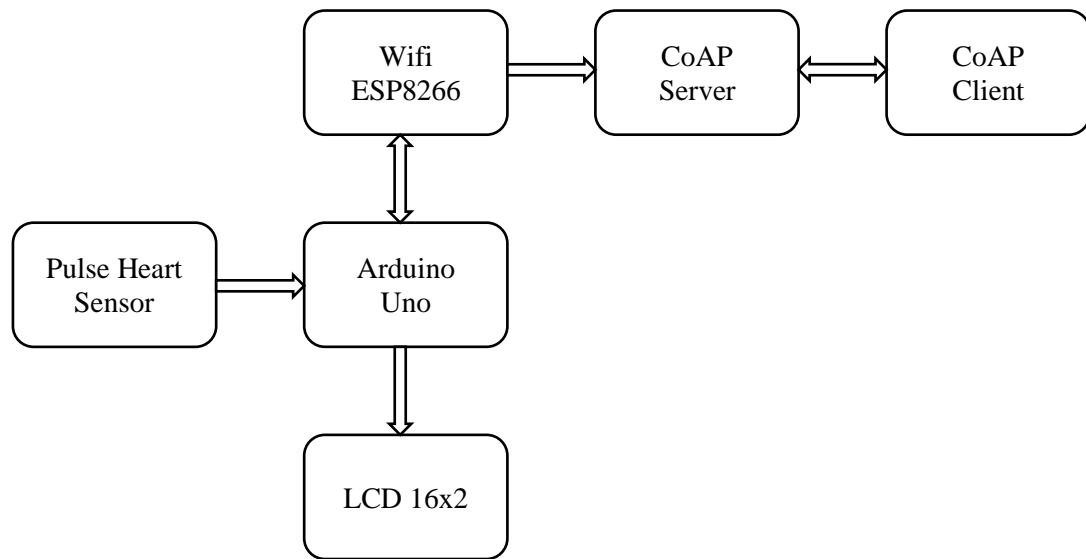 Wifi
ESP8266
CoAP
Server
CoAP
Client
Pulse Heart
Sensor
Arduino
Uno
LCD 16x2